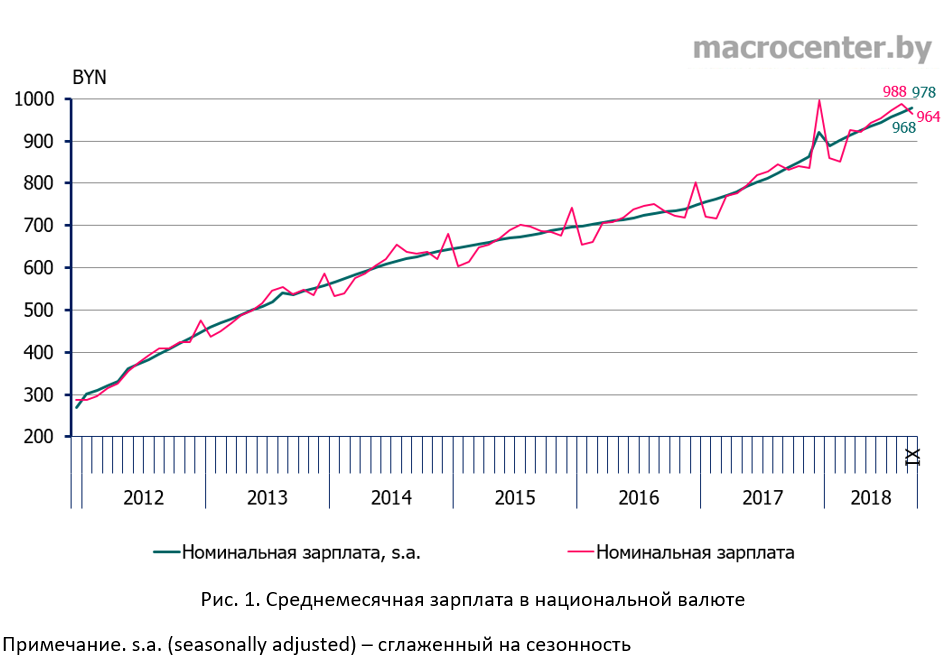 macrocenter.by
BYN
1000
900
800
700
600
500
400
300
200
988 978
964
968
IX
2012 2013 2014 2015 2016 2017 2018
Номинальная зарплата, s.a. Номинальная зарплата
Рис. 1. Среднемесячная зарплата в национальной валюте
Примечание. s.a. (seasonally adjusted) – сглаженный на сезонность